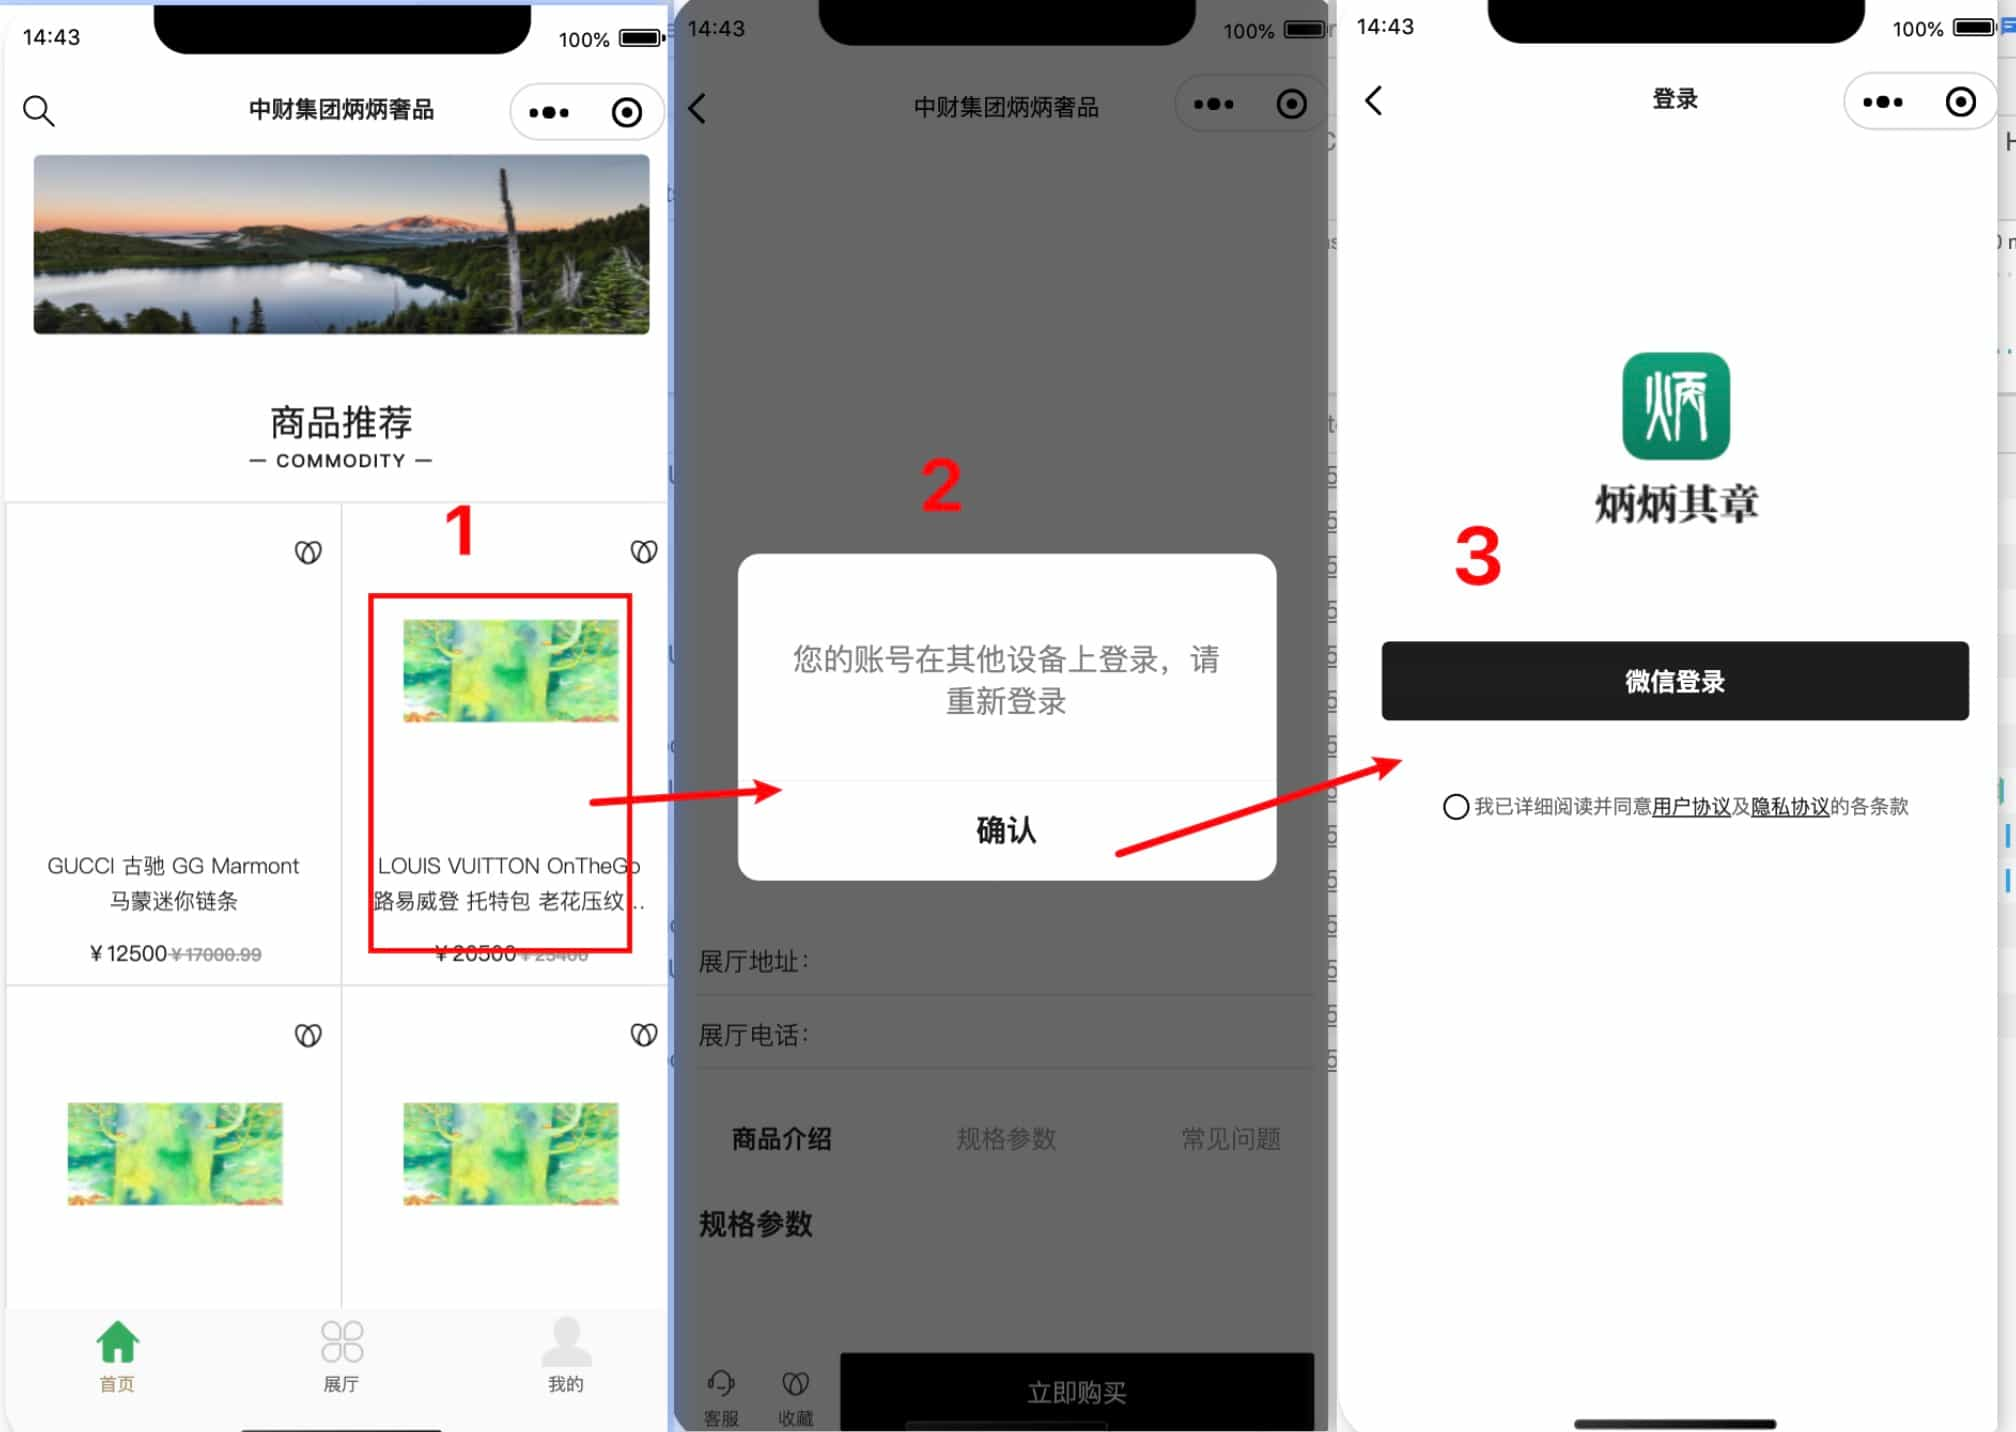 14:43
100%
中财集团炳炳奢品
商品推荐
— COMMODITY —
1
GUCCI 古驰 GG Marmont
马蒙迷你链条
¥12500 ¥17000.99
LOUIS VUITTON OnTheGo
路易威登 托特包 老花压纹...
¥20500 ¥25400
首页
展厅
我的
14:43
100%
中财集团炳炳奢品
2
您的账号在其他设备上登录，请
重新登录
确认
展厅地址：
展厅电话：
商品介绍
规格参数
常见问题
规格参数
客服
收藏
立即购买
14:43
100%
登录
炳
炳炳其章
3
微信登录
我已详细阅读并同意用户协议及隐私协议的各条款